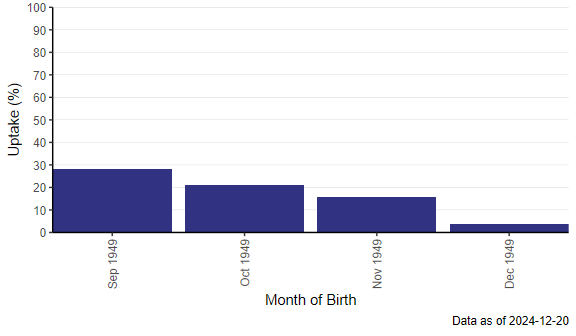 100
90
80
70
60
50
40
30
20
10
0
Uptake (%)
Sep 1949
Oct 1949
Nov 1949
Dec 1949
Month of Birth
Data as of 2024-12-20